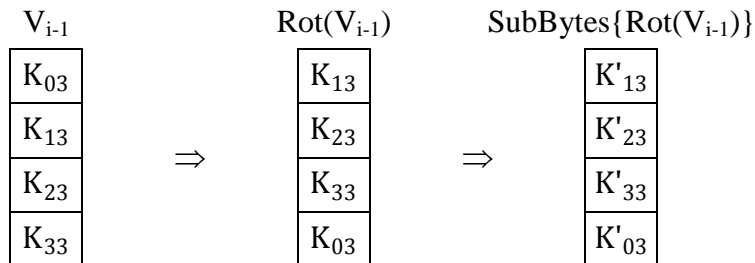 V_{i-1} Rot(V_{i-1}) SubBytes{Rot(V_{i-1})}
K_{03} K_{13} K'_{13}
K_{13} K_{23} K'_{23}
⇒ ⇒
K_{23} K_{33} K'_{33}
K_{33} K_{03} K'_{03}